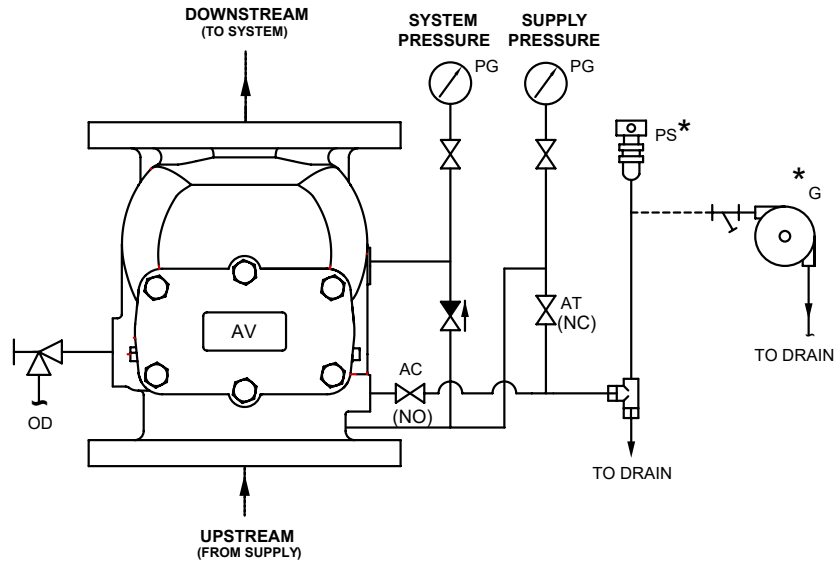 DOWNSTREAM
(TO SYSTEM)
SYSTEM
PRESSURE
SUPPLY
PRESSURE
PG
PG
PS*
*
G
AV
AT
(NC)
TO DRAIN
AC
(NO)
OD
TO DRAIN
UPSTREAM
(FROM SUPPLY)